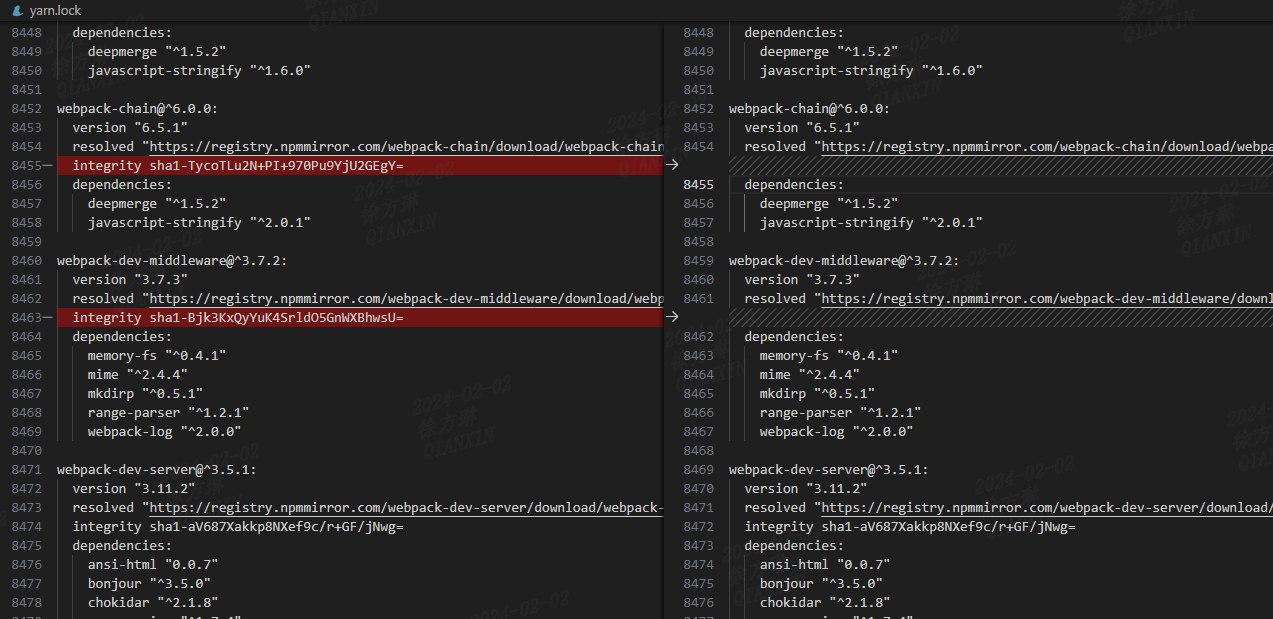 yarn.lock
8448 dependencies:
8449 deepmerge "^1.5.2"
8450 javascript-stringify "^1.6.0"
8451
8452 webpack-chain@^6.0.0:
8453 version "6.5.1"
8454 resolved "https://registry.npmmirror.com/webpack-chain/download/webpack-chain
8455— integrity sha1-TycoTLu2N+PI+970Pu9YjU2GEgY=
8456 dependencies:
8457 deepmerge "^1.5.2"
8458 javascript-stringify "^2.0.1"
8459
8460 webpack-dev-middleware@^3.7.2:
8461 version "3.7.3"
8462 resolved "https://registry.npmmirror.com/webpack-dev-middleware/download/webp
8463— integrity sha1-Bjk3KxQyYuK4SrldO5GnWXBhwsU=
8464 dependencies:
8465 memory-fs "^0.4.1"
8466 mime "^2.4.4"
8467 mkdirp "^0.5.1"
8468 range-parser "^1.2.1"
8469 webpack-log "^2.0.0"
8470
8471 webpack-dev-server@^3.5.1:
8472 version "3.11.2"
8473 resolved "https://registry.npmmirror.com/webpack-dev-server/download/webpack-
8474 integrity sha1-aV687Xakkp8NXef9c/r+GF/jNwg=
8475 dependencies:
8476 ansi-html "0.0.7"
8477 bonjour "^3.5.0"
8478 chokidar "^2.1.8"
8448 dependencies:
8449 deepmerge "^1.5.2"
8450 javascript-stringify "^1.6.0"
8451
8452 webpack-chain@^6.0.0:
8453 version "6.5.1"
8454 resolved "https://registry.npmmirror.com/webpack-chain/download/webpa
8455 dependencies:
8456 deepmerge "^1.5.2"
8457 javascript-stringify "^2.0.1"
8458
8459 webpack-dev-middleware@^3.7.2:
8460 version "3.7.3"
8461 resolved "https://registry.npmmirror.com/webpack-dev-middleware/downl
8462 dependencies:
8463 memory-fs "^0.4.1"
8464 mime "^2.4.4"
8465 mkdirp "^0.5.1"
8466 range-parser "^1.2.1"
8467 webpack-log "^2.0.0"
8468
8469 webpack-dev-server@^3.5.1:
8470 version "3.11.2"
8471 resolved "https://registry.npmmirror.com/webpack-dev-server/download/
8472 integrity sha1-aV687Xakkp8NXef9c/r+GF/jNwg=
8473 dependencies:
8474 ansi-html "0.0.7"
8475 bonjour "^3.5.0"
8476 chokidar "^2.1.8"
2024-02-02
徐方琳
QIANXIN